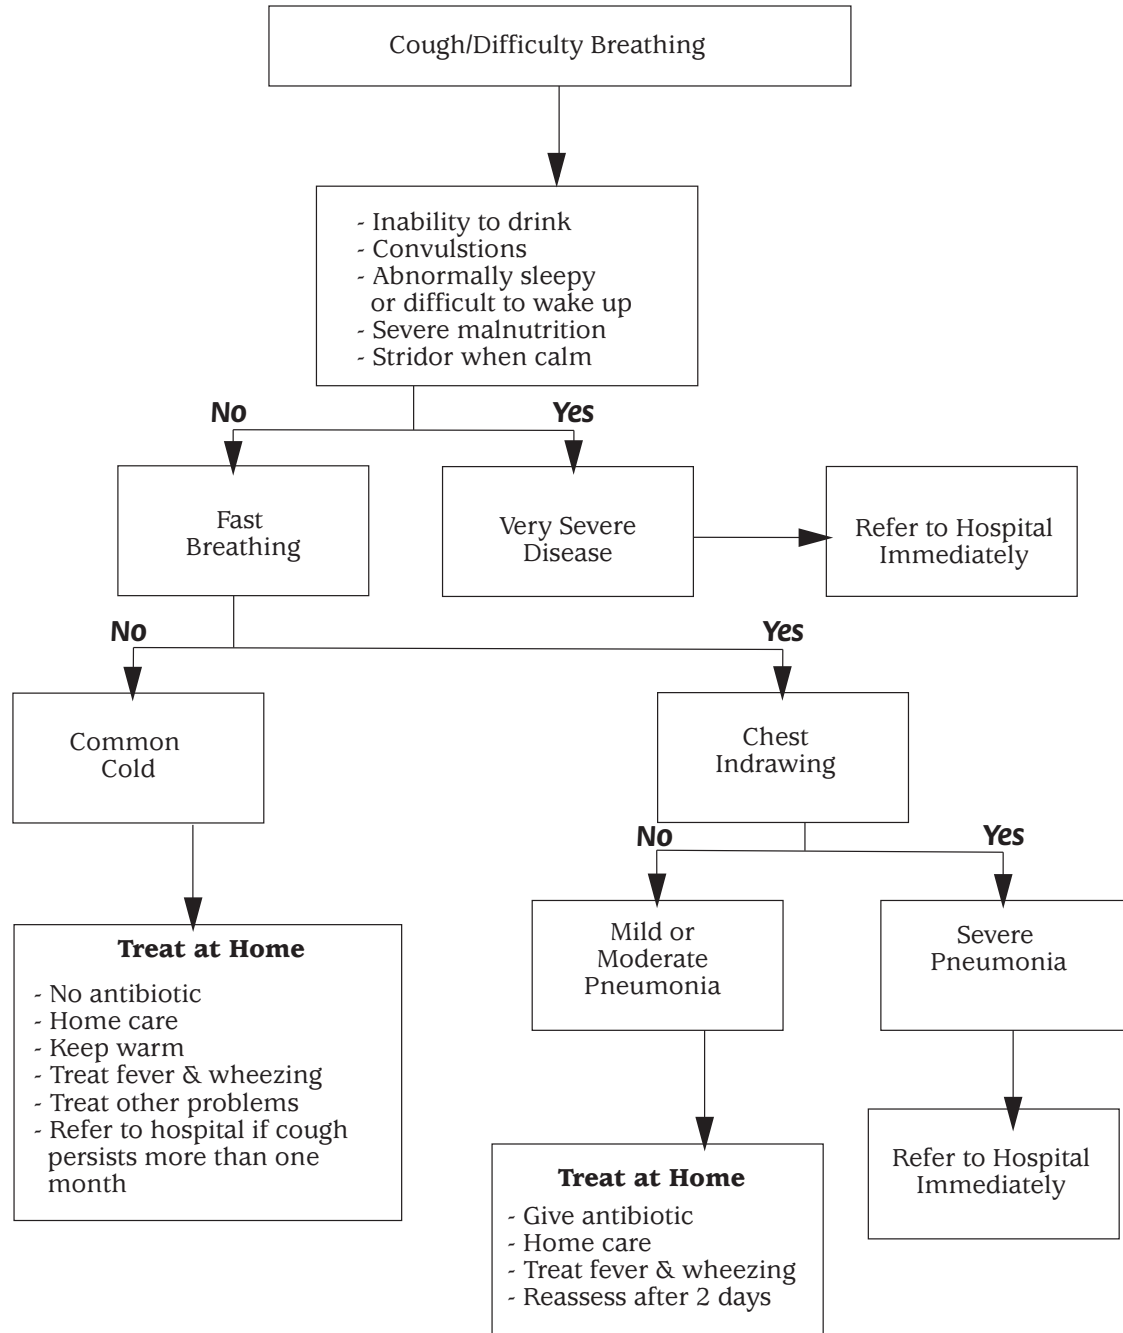 Cough/Difficulty Breathing
- Inability to drink
- Convulstions
- Abnormally sleepy
or difficult to wake up
- Severe malnutrition
- Stridor when calm
No
Yes
Fast
Breathing
Very Severe
Disease
Refer to Hospital
Immediately
No
Yes
Common
Cold
Chest
Indrawing
No
Yes
Treat at Home
- No antibiotic
- Home care
- Keep warm
- Treat fever & wheezing
- Treat other problems
- Refer to hospital if cough
persists more than one
month
Mild or
Moderate
Pneumonia
Severe
Pneumonia
Treat at Home
- Give antibiotic
- Home care
- Treat fever & wheezing
- Reassess after 2 days
Refer to Hospital
Immediately